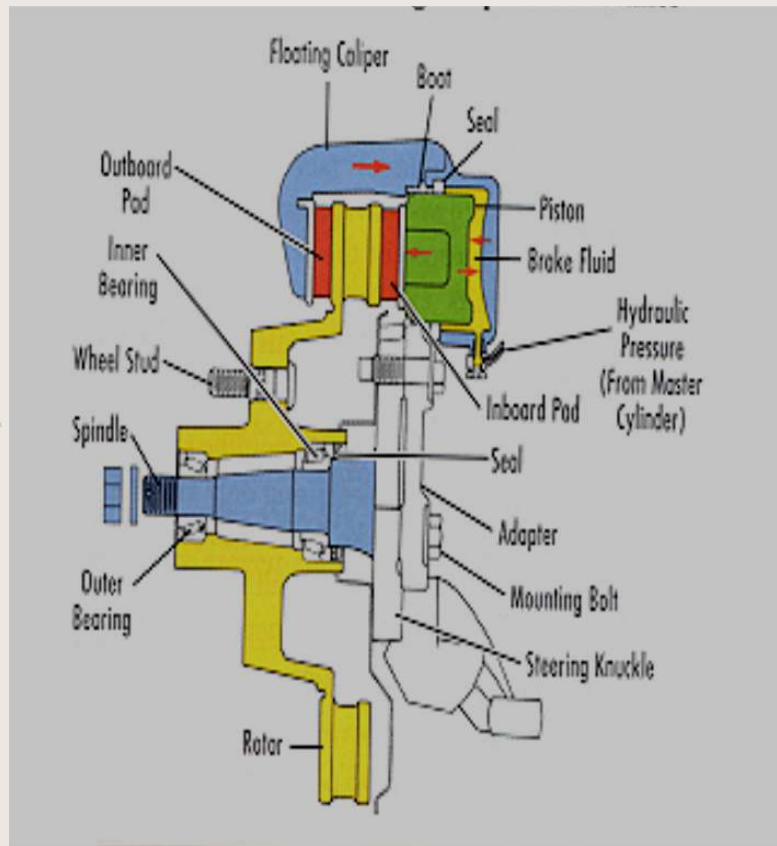 Floating Caliper
Boot
Seal
Outboard
Pad
Piston
Inner
Bearing
Brake Fluid
Hydraulic
Pressure
(From Master
Cylinder)
Wheel Stud
Inboard Pad
Spindle
Seal
Adapter
Outer
Bearing
Mounting Bolt
Steering Knuckle
Rotor